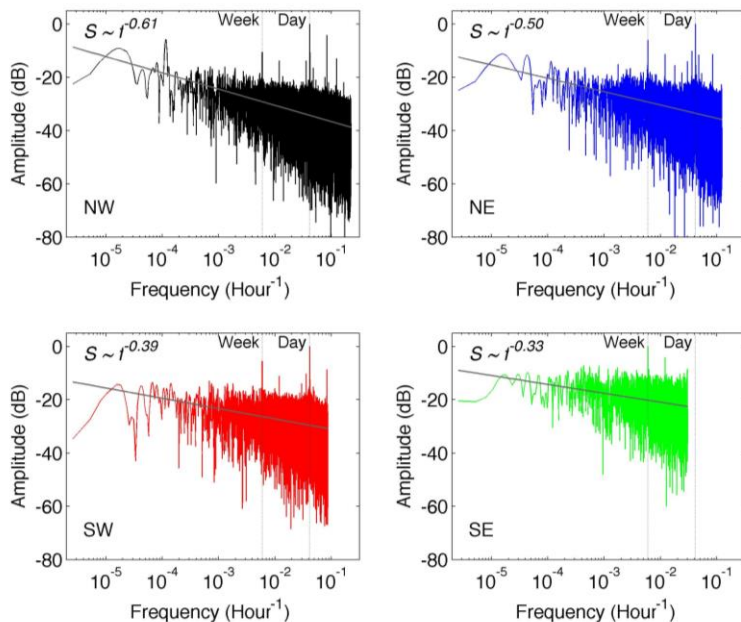 S ~ f^-0.61 Week Day
0
-20
-40
-60
-80
Amplitude (dB)
NW
10^-5 10^-4 10^-3 10^-2 10^-1
Frequency (Hour^-1)
S ~ f^-0.50 Week Day
0
-20
-40
-60
-80
Amplitude (dB)
NE
10^-5 10^-4 10^-3 10^-2 10^-1
Frequency (Hour^-1)
S ~ f^-0.39 Week Day
0
-20
-40
-60
-80
Amplitude (dB)
SW
10^-5 10^-4 10^-3 10^-2 10^-1
Frequency (Hour^-1)
S ~ f^-0.33 Week Day
0
-20
-40
-60
-80
Amplitude (dB)
SE
10^-5 10^-4 10^-3 10^-2 10^-1
Frequency (Hour^-1)